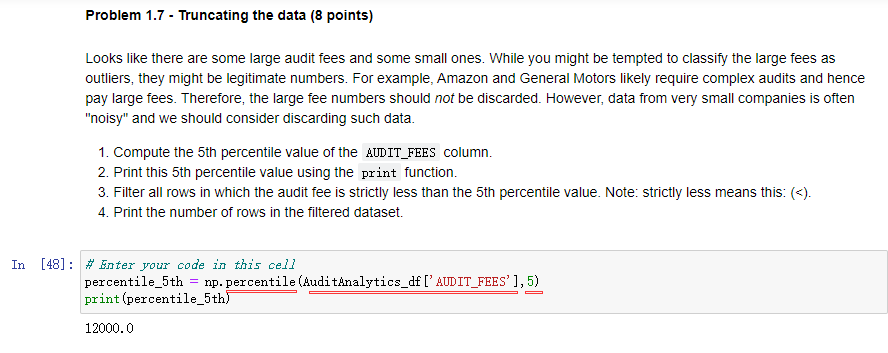 Problem 1.7 - Truncating the data (8 points)
Looks like there are some large audit fees and some small ones. While you might be tempted to classify the large fees as
outliers, they might be legitimate numbers. For example, Amazon and General Motors likely require complex audits and hence
pay large fees. Therefore, the large fee numbers should not be discarded. However, data from very small companies is often
"noisy" and we should consider discarding such data.
1. Compute the 5th percentile value of the AUDIT_FEES column.
2. Print this 5th percentile value using the print function.
3. Filter all rows in which the audit fee is strictly less than the 5th percentile value. Note: strictly less means this: (<).
4. Print the number of rows in the filtered dataset.
In [48]: # Enter your code in this cell
percentile_5th = np.percentile(AuditAnalytics_df['AUDIT_FEES'],5)
print(percentile_5th)
12000.0